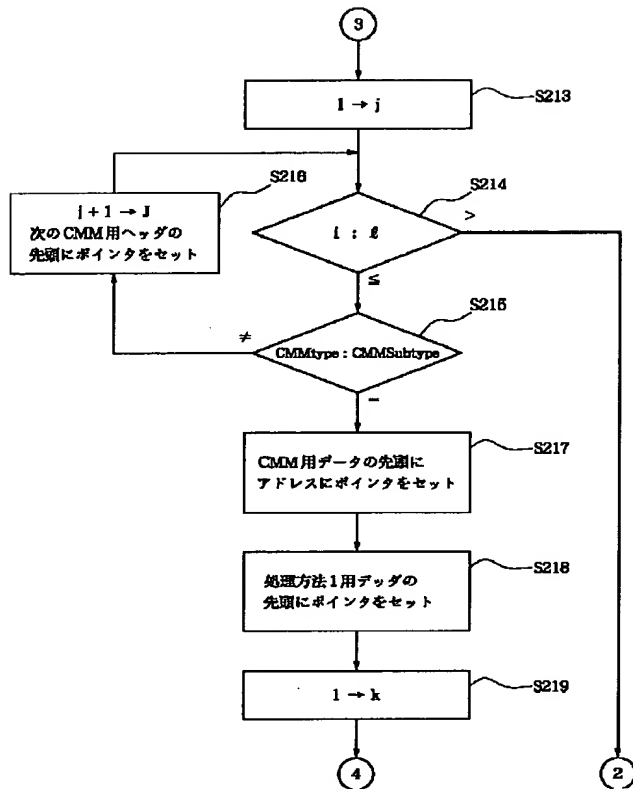 3
1 → j
S213
S216
j + 1 → J
次のCMM用ヘッダの
先頭にポインタをセット
S214
i : ℓ
>
≦
S215
≠
CMMtype : CMMSubtype
=
S217
CMM用データの先頭に
アドレスにポインタをセット
S218
処理方法1用デッダの
先頭にポインタをセット
S219
1 → k
4
2